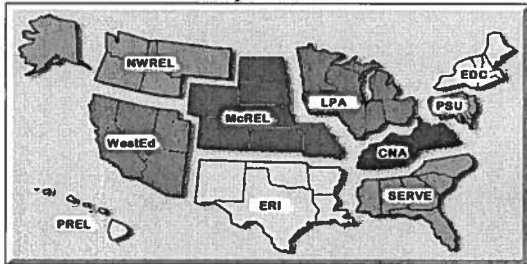 NWREL
EDC
LPA
PSU
McREL
WestEd
CNA
SERVE
ERI
PREL